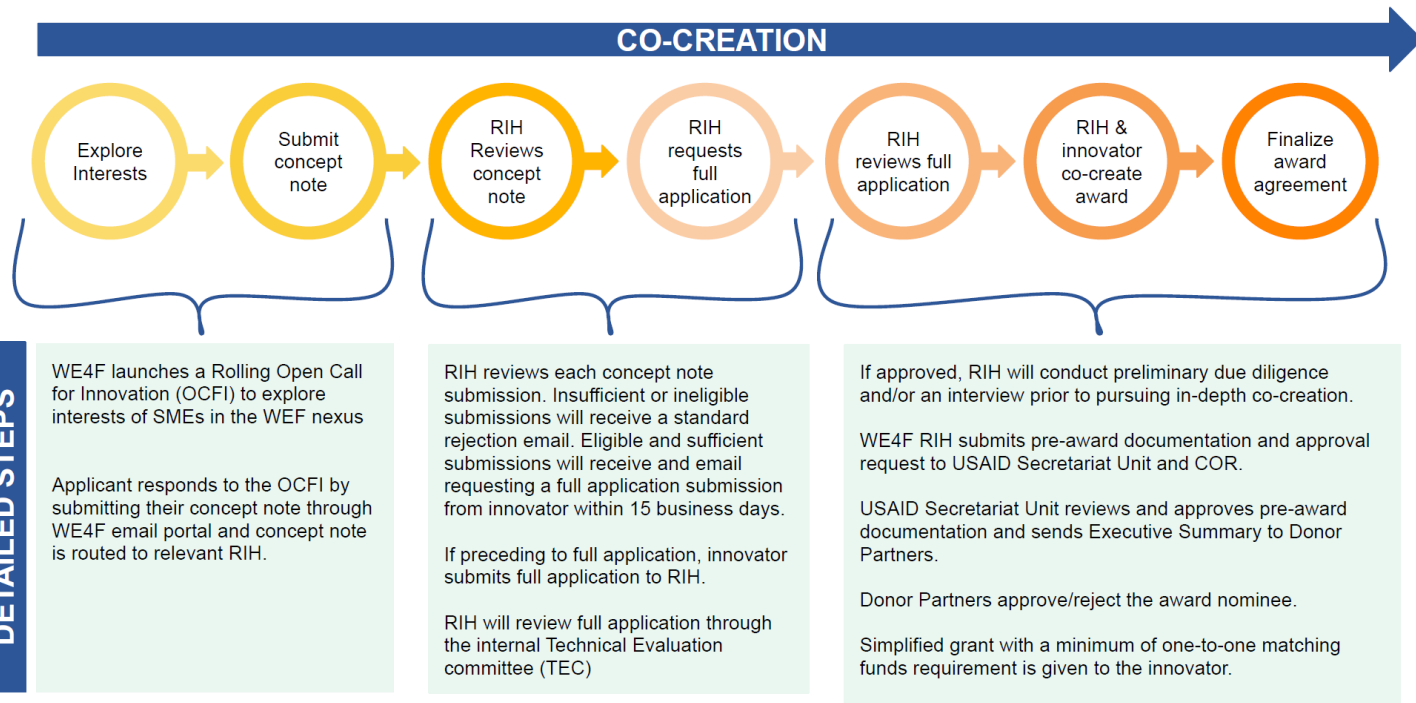 CO-CREATION
Explore
Interests
Submit
concept
note
RIH
Reviews
concept
note
RIH
requests
full
application
RIH
reviews full
application
RIH &
innovator
co-create
award
Finalize
award
agreement
DETAILED STEPS
WE4F launches a Rolling Open Call
for Innovation (OCFI) to explore
interests of SMEs in the WEF nexus
Applicant responds to the OCFI by
submitting their concept note through
WE4F email portal and concept note
is routed to relevant RIH.
RIH reviews each concept note
submission. Insufficient or ineligible
submissions will receive a standard
rejection email. Eligible and sufficient
submissions will receive and email
requesting a full application submission
from innovator within 15 business days.
If preceding to full application, innovator
submits full application to RIH.
RIH will review full application through
the internal Technical Evaluation
committee (TEC)
If approved, RIH will conduct preliminary due diligence
and/or an interview prior to pursuing in-depth co-creation.
WE4F RIH submits pre-award documentation and approval
request to USAID Secretariat Unit and COR.
USAID Secretariat Unit reviews and approves pre-award
documentation and sends Executive Summary to Donor
Partners.
Donor Partners approve/reject the award nominee.
Simplified grant with a minimum of one-to-one matching
funds requirement is given to the innovator.